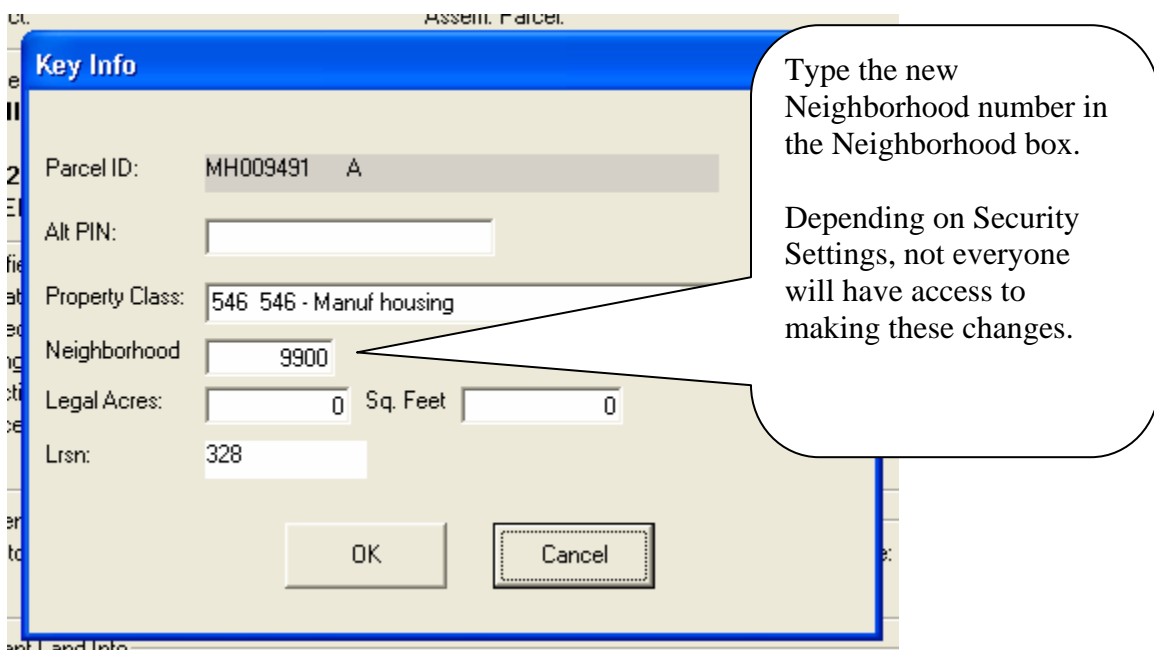 Assem. Parcel:
Key Info
Parcel ID: MH009491 A
Alt PIN:
Property Class: 546 546 - Manuf housing
Neighborhood 9900
Legal Acres: 0 Sq. Feet 0
Lrsn: 328
OK Cancel
Type the new
Neighborhood number in
the Neighborhood box.
Depending on Security
Settings, not everyone
will have access to
making these changes.